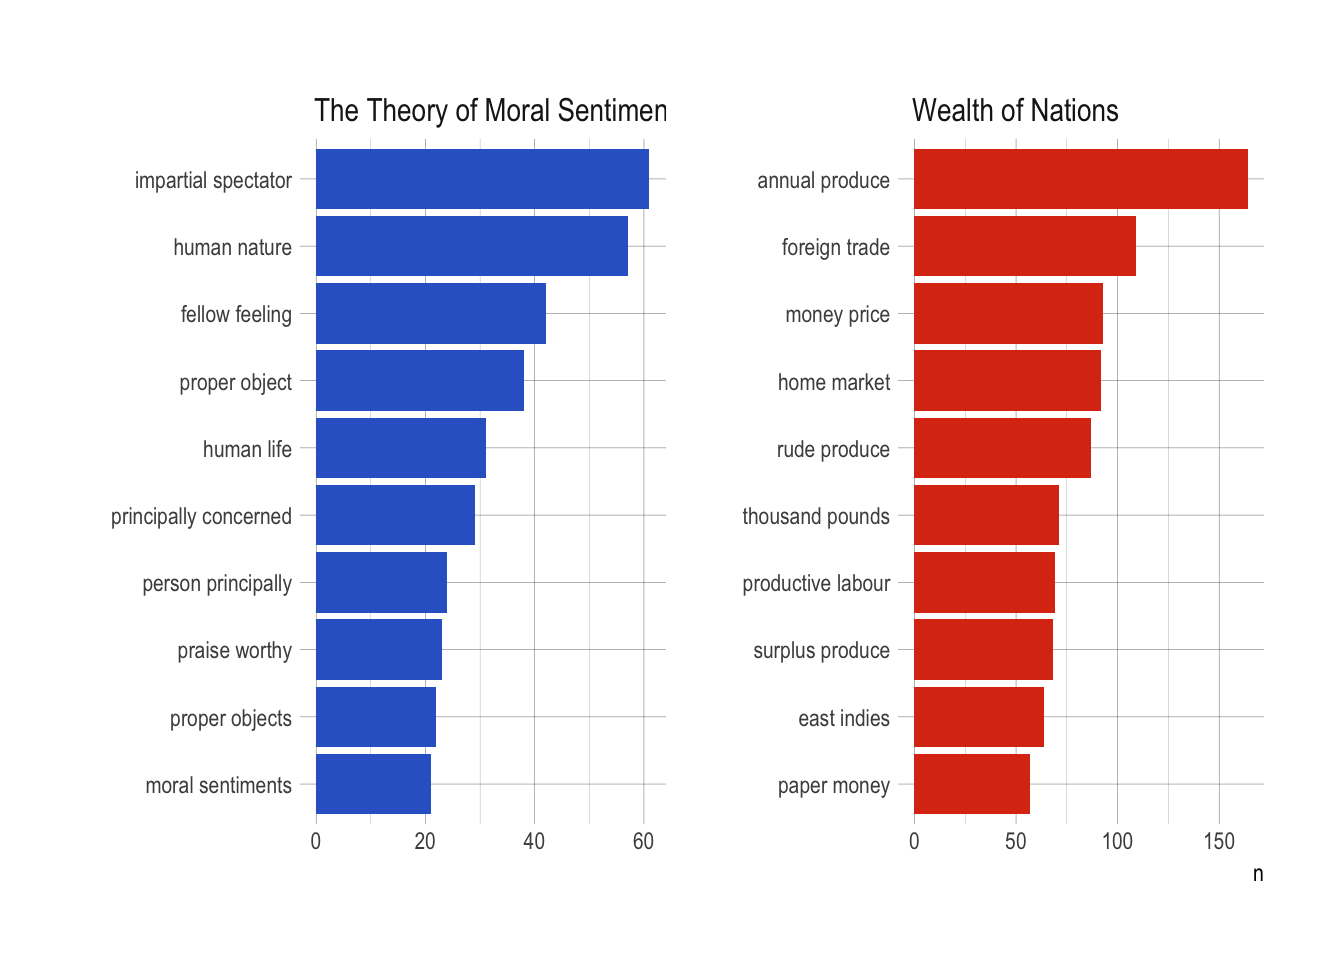 The Theory of Moral Sentimen
impartial spectator
human nature
fellow feeling
proper object
human life
principally concerned
person principally
praise worthy
proper objects
moral sentiments
0 20 40 60
Wealth of Nations
annual produce
foreign trade
money price
home market
rude produce
thousand pounds
productive labour
surplus produce
east indies
paper money
0 50 100 150
n